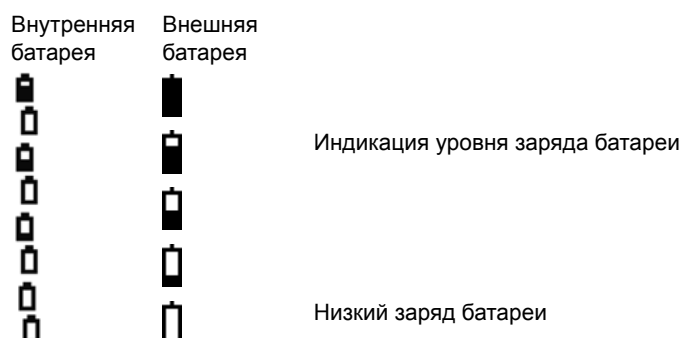 Внутренняя Внешняя
батарея батарея
Индикация уровня заряда батареи
Низкий заряд батареи